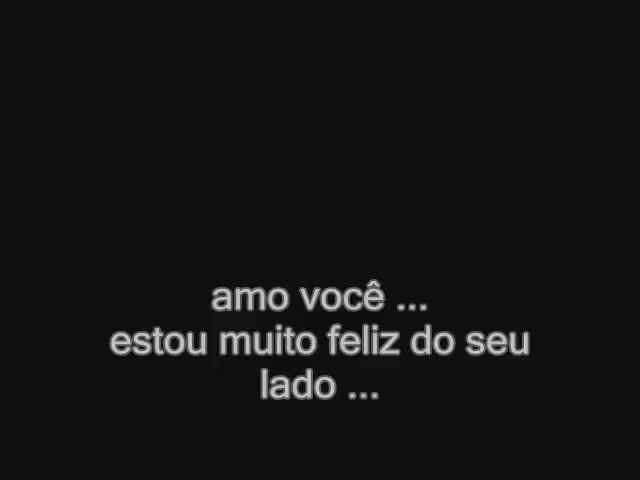 amo você ...
estou muito feliz do seu
lado ...